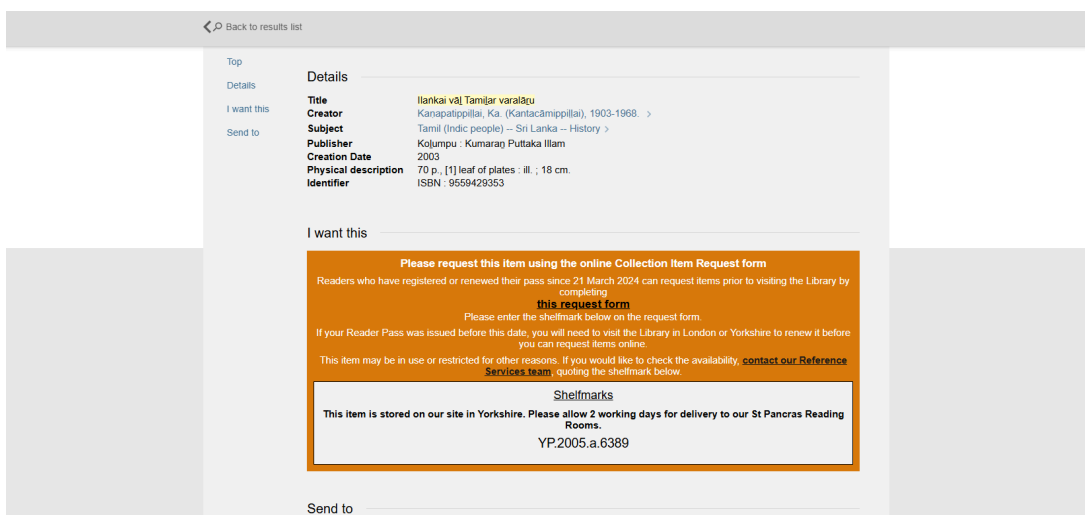 Back to results list
Top
Details
I want this
Send to
Details
Title Ilaṅkai vāḻ Tamiḻar varalāṟu
Creator Kanapatippiḷḷai, Ka. (Kantacāmippiḷḷai), 1903-1968. >
Subject Tamil (Indic people) -- Sri Lanka -- History >
Publisher Koḻumpu : Kumaraṉ Puttaka Illam
Creation Date 2003
Physical description 70 p., [1] leaf of plates : ill. ; 18 cm.
Identifier ISBN : 9559429353
I want this
Please request this item using the online Collection Item Request form
Readers who have registered or renewed their pass since 21 March 2024 can request items prior to visiting the Library by
completing
this request form
Please enter the shelfmark below on the request form.
If your Reader Pass was issued before this date, you will need to visit the Library in London or Yorkshire to renew it before
you can request items online.
This item may be in use or restricted for other reasons. If you would like to check the availability, contact our Reference
Services team, quoting the shelfmark below.
Shelfmarks
This item is stored on our site in Yorkshire. Please allow 2 working days for delivery to our St Pancras Reading
Rooms.
YP.2005.a.6389
Send to